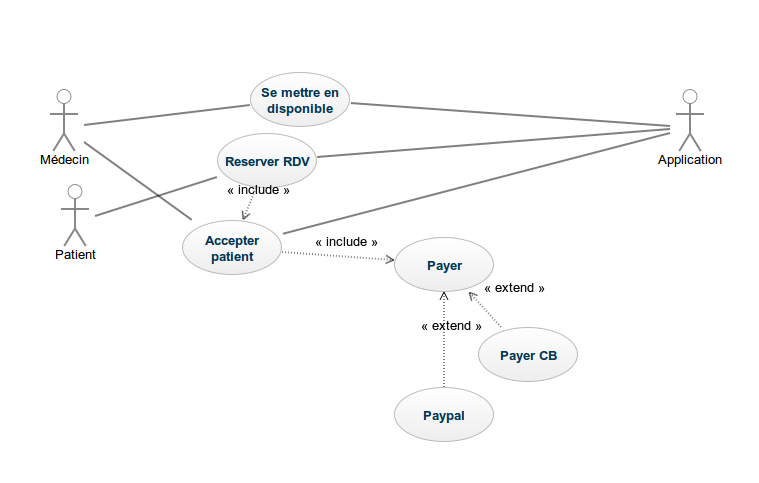 Se mettre en
disponible
Médecin
Application
Reserver RDV
« include »
Patient
Accepter
patient
« include »
Payer
« extend »
« extend »
Payer CB
Paypal